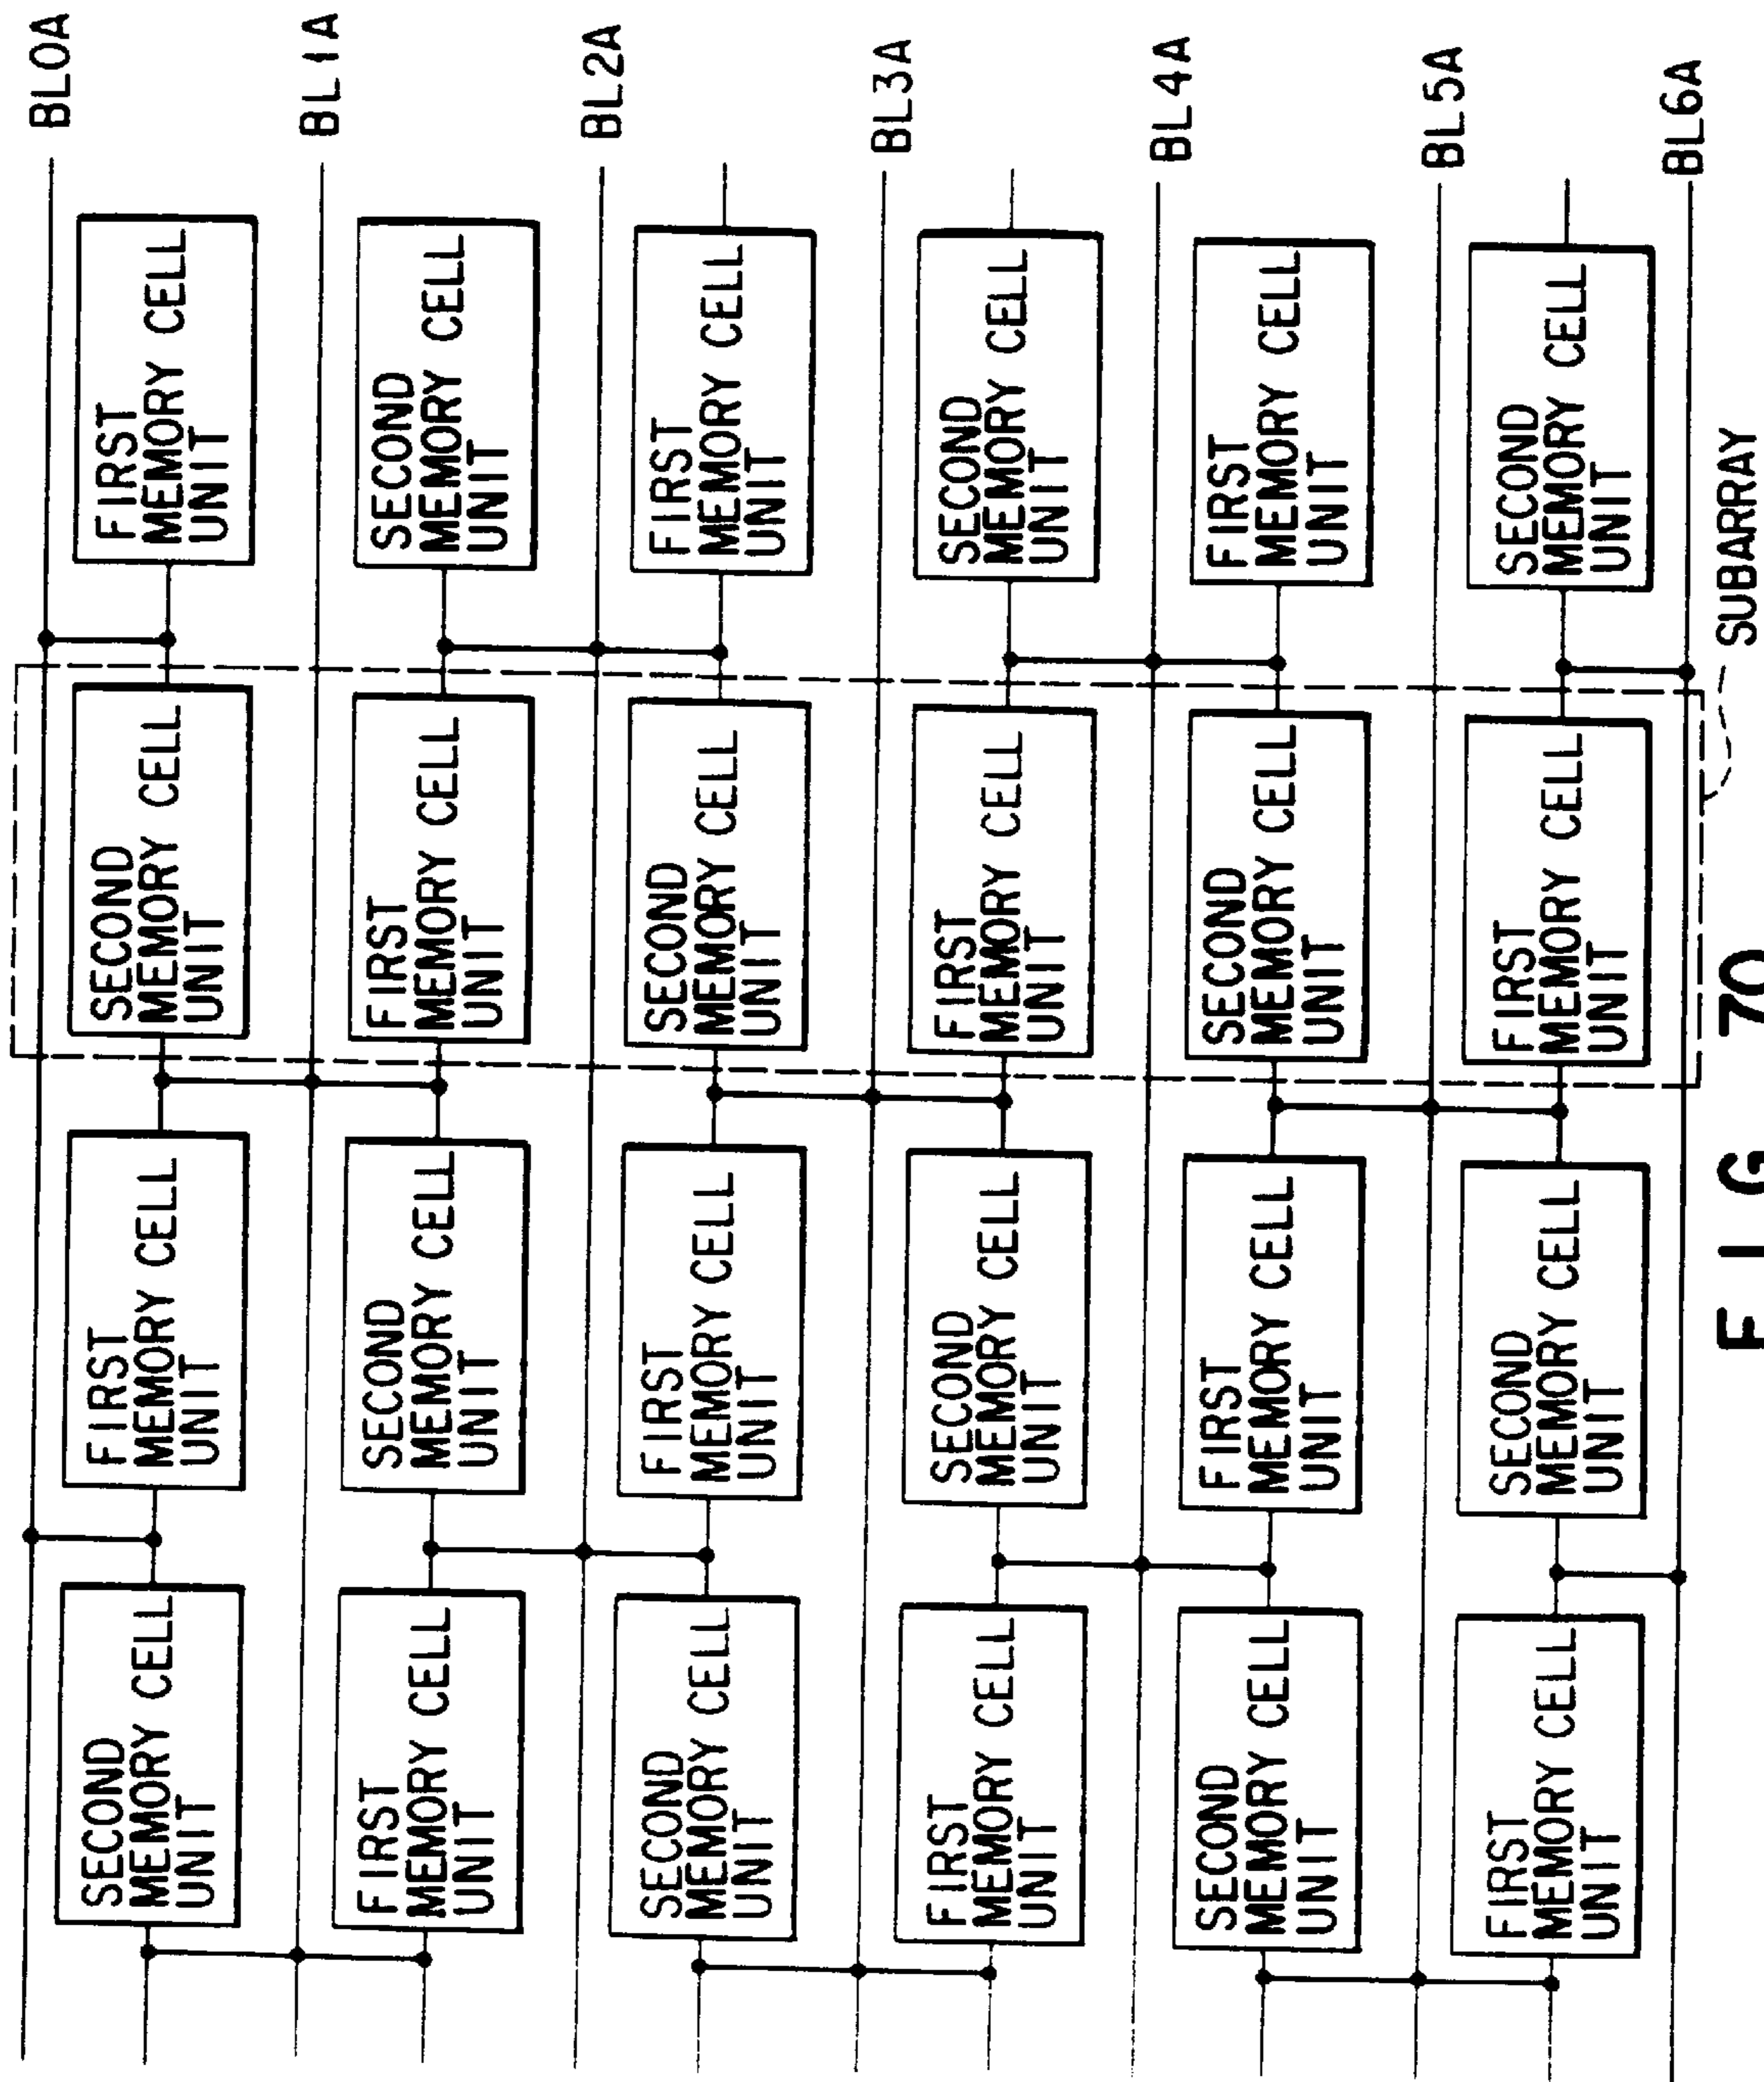 BL0A
SECOND
MEMORY CELL
UNIT
FIRST
MEMORY CELL
UNIT
SECOND
MEMORY CELL
UNIT
FIRST
MEMORY CELL
UNIT
BL1A
FIRST
MEMORY CELL
UNIT
SECOND
MEMORY CELL
UNIT
FIRST
MEMORY CELL
UNIT
SECOND
MEMORY CELL
UNIT
BL2A
SECOND
MEMORY CELL
UNIT
FIRST
MEMORY CELL
UNIT
SECOND
MEMORY CELL
UNIT
FIRST
MEMORY CELL
UNIT
BL3A
FIRST
MEMORY CELL
UNIT
SECOND
MEMORY CELL
UNIT
FIRST
MEMORY CELL
UNIT
SECOND
MEMORY CELL
UNIT
BL4A
SECOND
MEMORY CELL
UNIT
FIRST
MEMORY CELL
UNIT
SECOND
MEMORY CELL
UNIT
FIRST
MEMORY CELL
UNIT
BL5A
FIRST
MEMORY CELL
UNIT
SECOND
MEMORY CELL
UNIT
FIRST
MEMORY CELL
UNIT
SECOND
MEMORY CELL
UNIT
BL6A
SUBARRAY
FIG 70